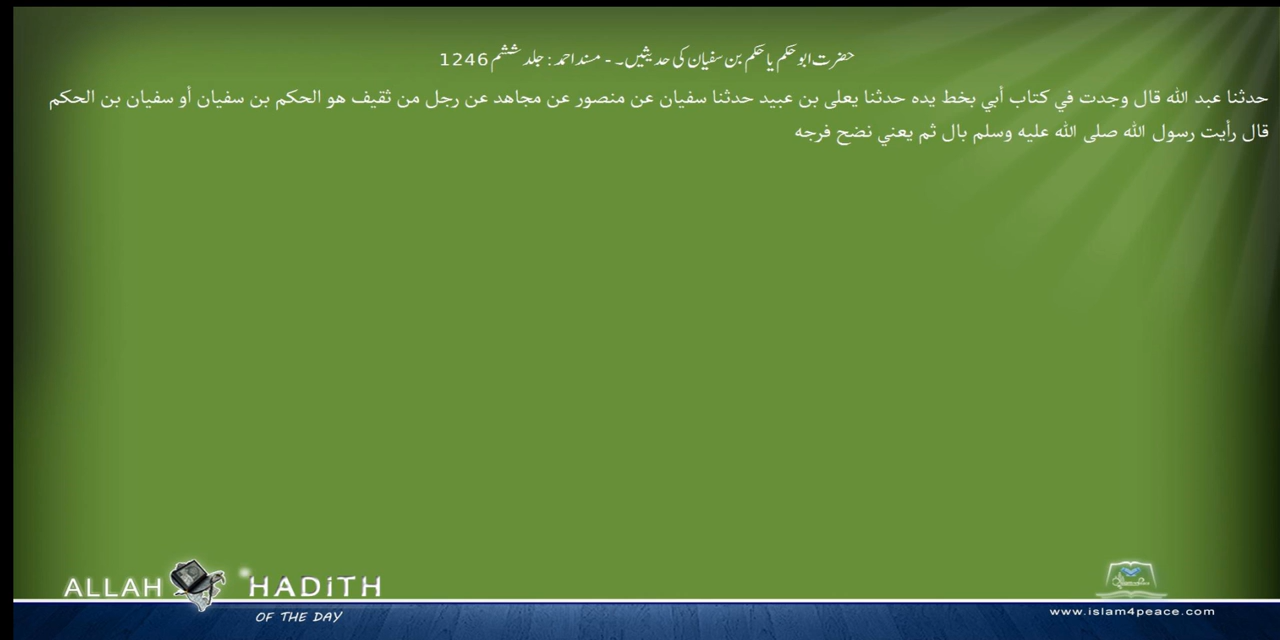 حضرت ابوحکم یا حکم بن سفیان کی حدیثیں۔ - مسند احمد : جلد ششم 1246
حدثنا عبد الله قال وجدت في كتاب أبي بخط يده حدثنا يعلى بن عبيد حدثنا سفيان عن منصور عن مجاهد عن رجل من ثقيف هو الحكم بن سفيان أو سفيان بن الحكم
قال رأيت رسول الله صلى الله عليه وسلم بال ثم يعني نضح فرجه
ALLAH HADITH
OF THE DAY
www.islam4peace.com